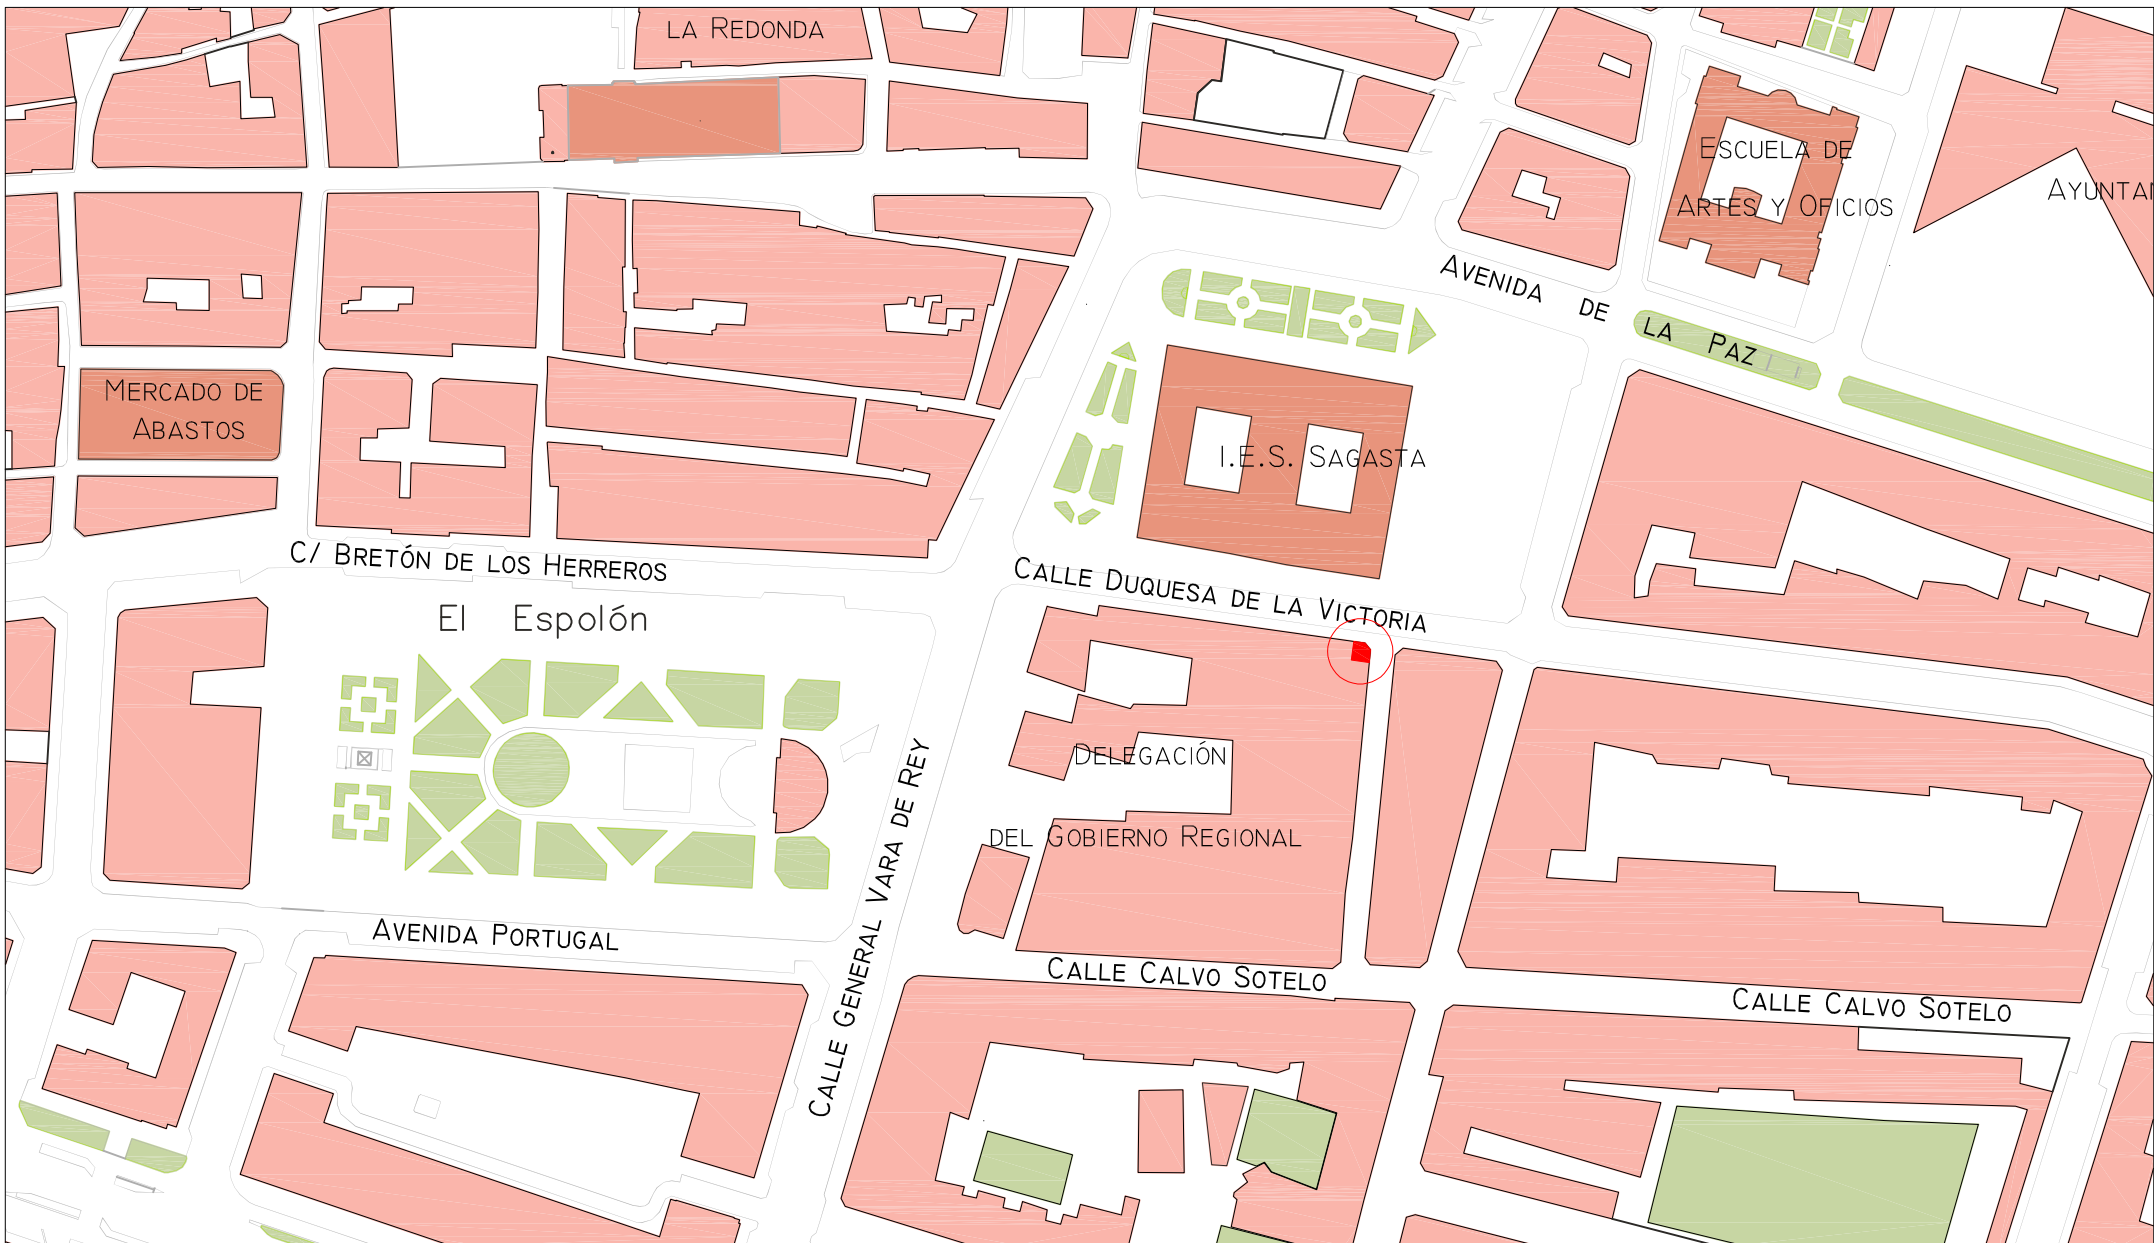 LA REDONDA
ESCUELA DE
ARTES Y OFICIOS
AYUNTA
AVENIDA DE LA PAZ
MERCADO DE
ABASTOS
I.E.S. SAGASTA
C/ BRETÓN DE LOS HERREROS
CALLE DUQUESA DE LA VICTORIA
El Espolón
CALLE GENERAL VARA DE REY
DELEGACIÓN
DEL GOBIERNO REGIONAL
AVENIDA PORTUGAL
CALLE CALVO SOTELO
CALLE CALVO SOTELO